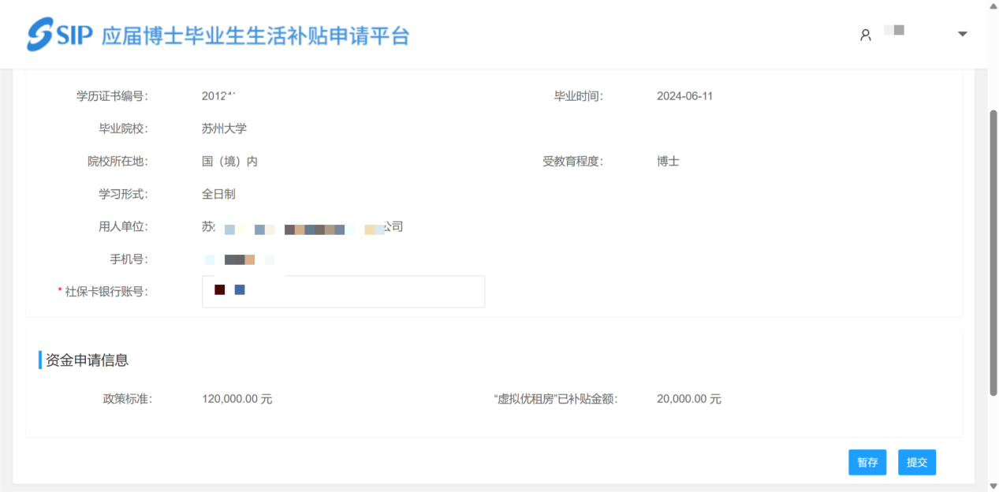 SIP 应届博士毕业生生活补贴申请平台
学历证书编号: 2012 毕业时间: 2024-06-11
毕业院校: 苏州大学
院校所在地: 国（境）内 受教育程度: 博士
学习形式: 全日制
用人单位: 苏 公司
手机号:
* 社保卡银行账号:
资金申请信息
政策标准: 120,000.00 元 “虚拟优租房”已补贴金额: 20,000.00 元
暂存 提交